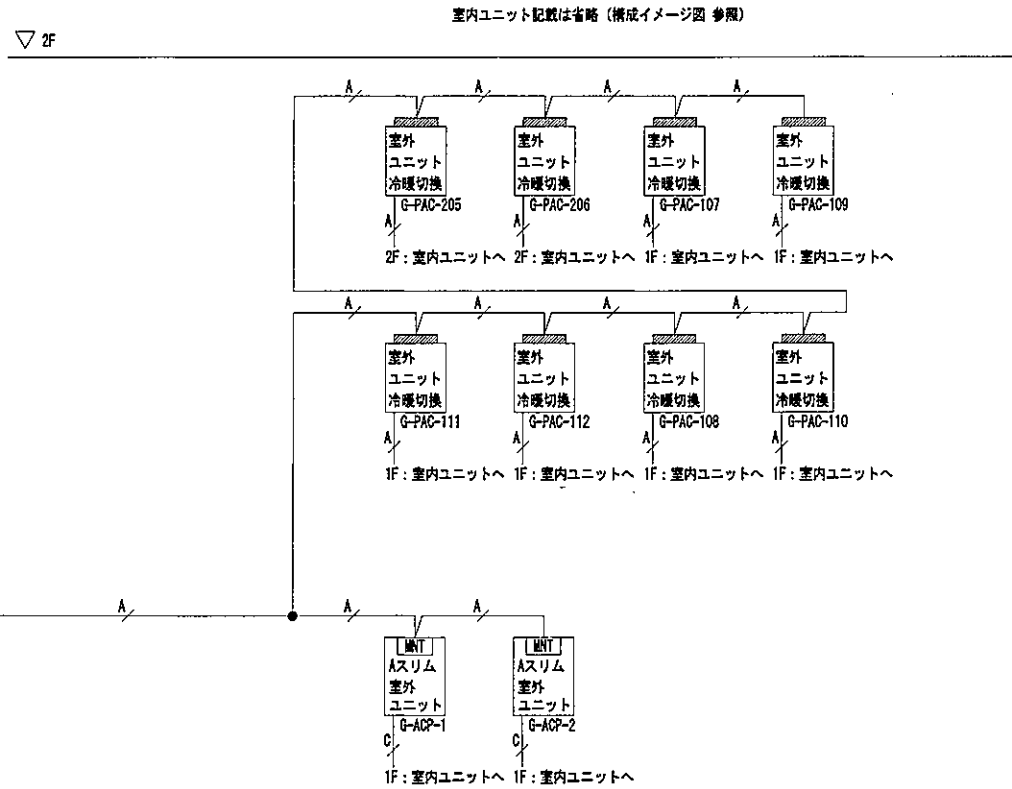 室内ユニット記載は省略（構成イメージ図 参照）
▽ 2F
A A A A
室外 室外 室外 室外
ユニット ユニット ユニット ユニット
冷暖切換 冷暖切換 冷暖切換 冷暖切換
G-PAC-205 G-PAC-206 G-PAC-107 G-PAC-109
A A A A
2F：室内ユニットへ 2F：室内ユニットへ 1F：室内ユニットへ 1F：室内ユニットへ
A A A A
室外 室外 室外 室外
ユニット ユニット ユニット ユニット
冷暖切換 冷暖切換 冷暖切換 冷暖切換
G-PAC-111 G-PAC-112 G-PAC-108 G-PAC-110
A A A A
1F：室内ユニットへ 1F：室内ユニットへ 1F：室内ユニットへ 1F：室内ユニットへ
A A A
MNT MNT
Aスリム Aスリム
室外 室外
ユニット ユニット
G-ACP-1 G-ACP-2
C C
1F：室内ユニットへ 1F：室内ユニットへ